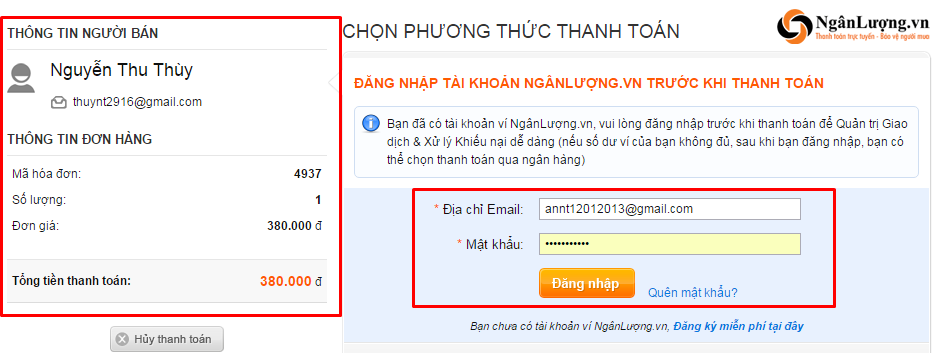 THÔNG TIN NGƯỜI BÁN
Nguyễn Thu Thùy
thuynt2916@gmail.com
THÔNG TIN ĐƠN HÀNG
Mã hóa đơn: 4937
Số lượng: 1
Đơn giá: 380.000 đ
Tổng tiền thanh toán: 380.000 đ
Hủy thanh toán
CHỌN PHƯƠNG THỨC THANH TOÁN
NgânLượng.vn
Thanh toán trực tuyến - Bảo vệ người mua
ĐĂNG NHẬP TÀI KHOẢN NGÂNLƯỢNG.VN TRƯỚC KHI THANH TOÁN
Bạn đã có tài khoản ví NgânLượng.vn, vui lòng đăng nhập trước khi thanh toán để Quản trị Giao
dịch & Xử lý Khiếu nại dễ dàng (nếu số dư ví của bạn không đủ, sau khi bạn đăng nhập, bạn có
thể chọn thanh toán qua ngân hàng)
* Địa chỉ Email: annt12012013@gmail.com
* Mật khẩu: •••••••••••
Đăng nhập Quên mật khẩu?
Bạn chưa có tài khoản ví NgânLượng.vn, Đăng ký miễn phí tại đây